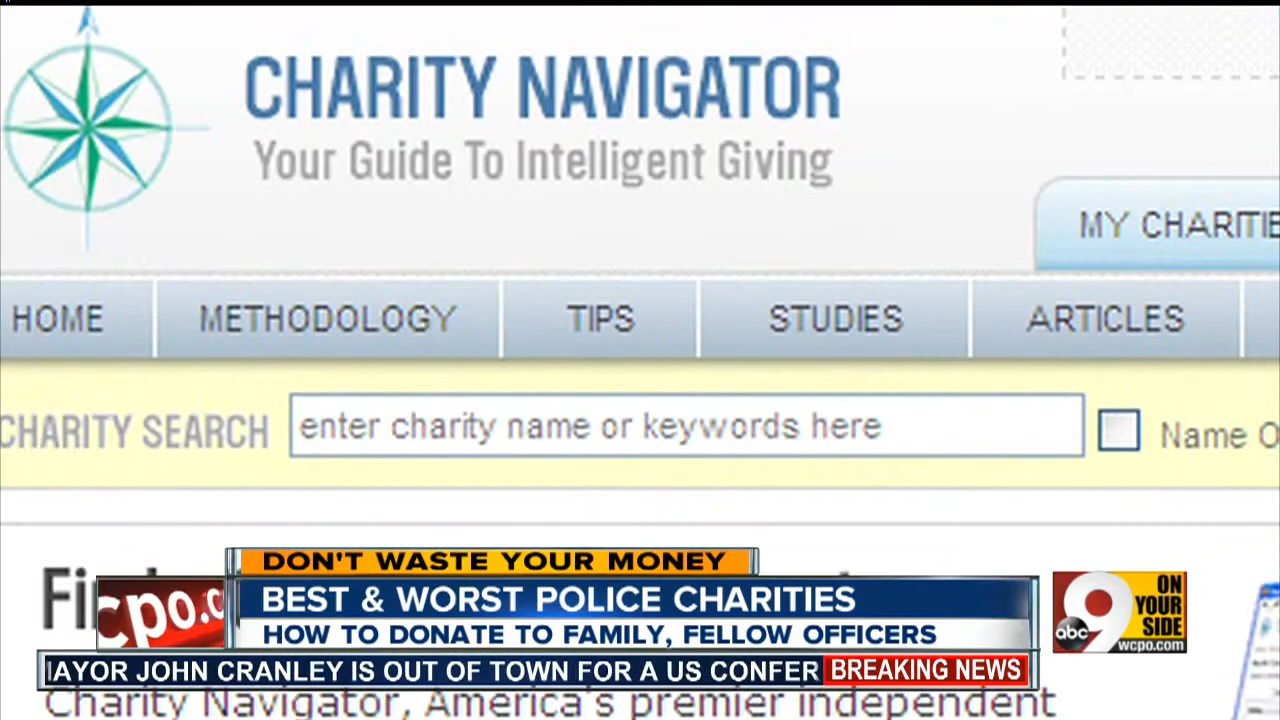 CHARITY NAVIGATOR
Your Guide To Intelligent Giving
MY CHARITIE
HOME METHODOLOGY TIPS STUDIES ARTICLES
CHARITY SEARCH enter charity name or keywords here Name O
DON'T WASTE YOUR MONEY
cpo.c BEST & WORST POLICE CHARITIES
HOW TO DONATE TO FAMILY, FELLOW OFFICERS
9 abc ON YOUR SIDE
wcpo.com
MAYOR JOHN CRANLEY IS OUT OF TOWN FOR A US CONFER BREAKING NEWS
Charity Navigator, America's premier independent